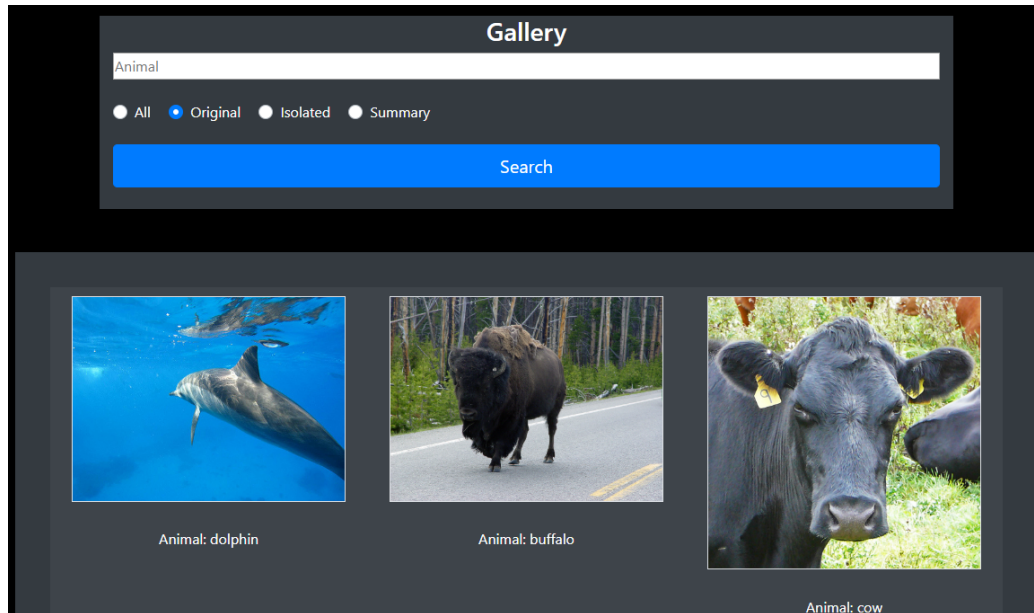 Gallery
Animal
All Original Isolated Summary
Search
Animal: dolphin
Animal: buffalo
Animal: cow